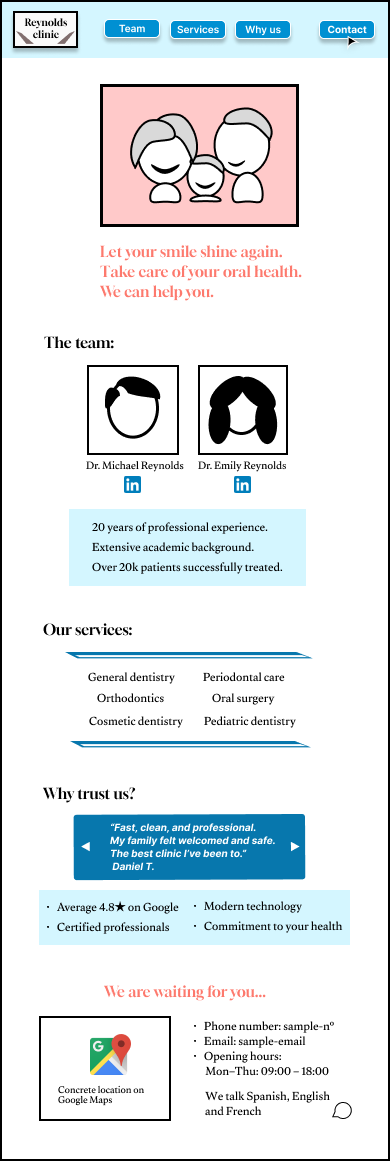 Reynolds
clinic
Team
Services
Why us
Contact
Let your smile shine again.
Take care of your oral health.
We can help you.
The team:
Dr. Michael Reynolds
Dr. Emily Reynolds
in
in
20 years of professional experience.
Extensive academic background.
Over 20k patients successfully treated.
Our services:
General dentistry
Periodontal care
Orthodontics
Oral surgery
Cosmetic dentistry
Pediatric dentistry
Why trust us?
"Fast, clean, and professional.
My family felt welcomed and safe.
The best clinic I've been to."
Daniel T.
· Average 4.8★ on Google
· Modern technology
· Certified professionals
· Commitment to your health
We are waiting for you...
G
Concrete location on
Google Maps
· Phone number: sample-nº
· Email: sample-email
· Opening hours:
Mon–Thu: 09:00 – 18:00
We talk Spanish, English
and French